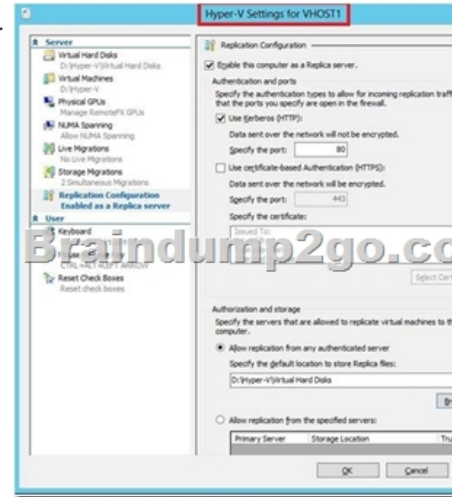 Hyper-V Settings for VHOST1
Server
Virtual Hard Disks
D:\Hyper-V\Virtual Hard Disks
Virtual Machines
D:\Hyper-V
Physical GPUs
Manage RemoteFX GPUs
NUMA Spanning
Allow NUMA Spanning
Live Migrations
No Live Migrations
Storage Migrations
2 Simultaneous Migrations
Replication Configuration
Enabled as a Replica server
User
Keyboard
CTRL+ALT+LEFT ARROW
Reset Check Boxes
Reset check boxes
Replication Configuration
Enable this computer as a Replica server.
Authentication and ports
Specify the authentication types to allow for incoming replication
that the ports you specify are open in the firewall.
Use Kerberos (HTTP):
Data sent over the network will not be encrypted.
Specify the port: 80
Use certificate-based Authentication (HTTPS):
Data sent over the network will be encrypted.
Specify the port: 443
Specify the certificate:
Issued To:
Select
Authorization and storage
Specify the servers that are allowed to replicate virtual machines to
computer.
Allow replication from any authenticated server
Specify the default location to store Replica files:
D:\Hyper-V\Virtual Hard Disks
Allow replication from the specified servers:
Primary Server Storage Location
OK Cancel
Braindump2go.co